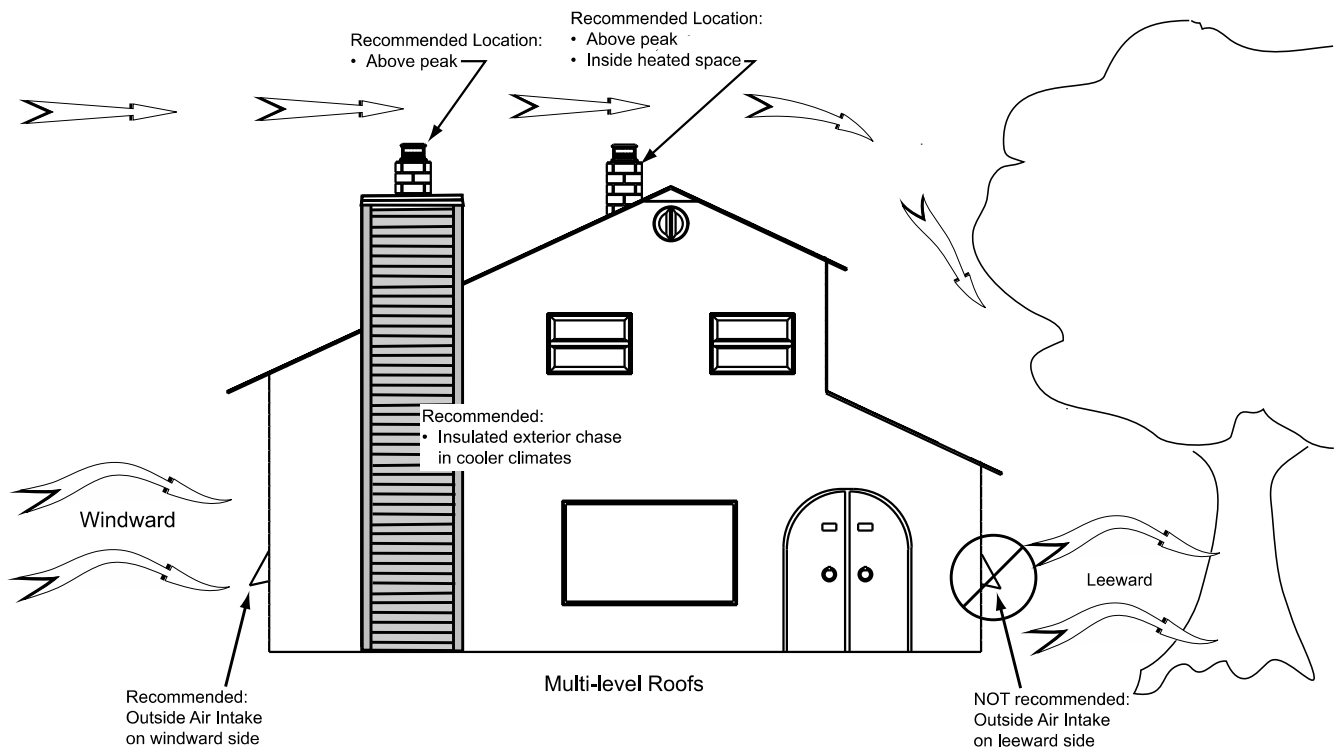 Recommended Location:
• Above peak
Recommended Location:
• Above peak
• Inside heated space
Recommended:
• Insulated exterior chase
in cooler climates
Windward
Leeward
Recommended:
Outside Air Intake
on windward side
Multi-level Roofs
NOT recommended:
Outside Air Intake
on leeward side